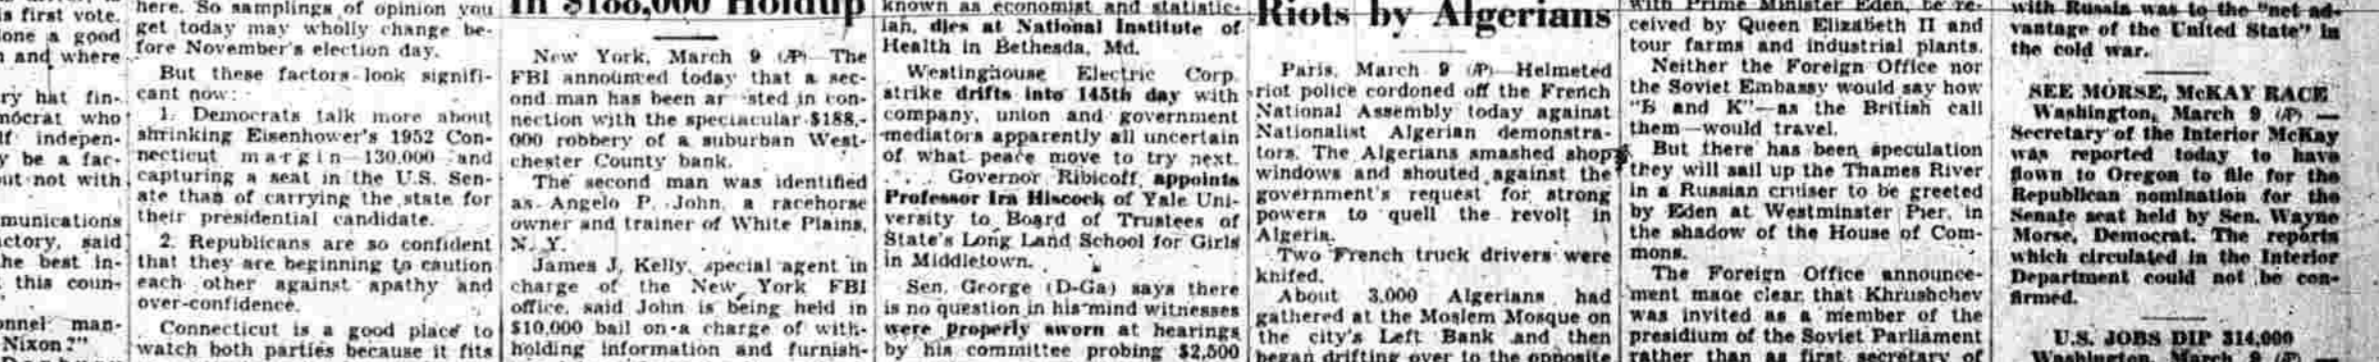 s first vote.
one a good
and where
ry hat fin-
mocrat who
lf indepen-
y be a fac-
out not with
munications
ctory, said
he best in-
this coun-
onnel man-
Nixon?"
here. So samplings of opinion you
get today may wholly change be-
fore November's election day.
But these factors look signifi-
cant now:
1. Democrats talk more about
shrinking Eisenhower's 1952 Con-
necticut margin—130,000 and
capturing a seat in the U.S. Sen-
ate than of carrying the state for
their presidential candidate.
2. Republicans are so confident
that they are beginning to caution
each other against apathy and
over-confidence.
Connecticut is a good place to
watch both parties because it fits
In $188,000 Holdup
New York, March 9 (AP)—The
FBI announced today that a sec-
ond man has been ar sted in con-
nection with the spectacular $188,-
000 robbery of a suburban West-
chester County bank.
The second man was identified
as Angelo P. John, a racehorse
owner and trainer of White Plains,
N. Y.
James J. Kelly, special agent in
charge of the New York FBI
office, said John is being held in
$10,000 bail on a charge of with-
holding information and furnish-
known as economist and statistic-
ian, dies at National Institute of
Health in Bethesda, Md.
Westinghouse Electric Corp.
strike drifts into 145th day with
company, union and government
mediators apparently all uncertain
of what peace move to try next.
. . . Governor Ribicoff appoints
Professor Ira Hiscock of Yale Uni-
versity to Board of Trustees of
State's Long Land School for Girls
in Middletown.
Sen. George (D-Ga) says there
is no question in his mind witnesses
were properly sworn at hearings
by his committee probing $2,500
Riots by Algerians
Paris, March 9 (AP)—Helmeted
riot police cordoned off the French
National Assembly today against
Nationalist Algerian demonstra-
tors. The Algerians smashed shop
windows and shouted against the
government's request for strong
powers to quell the revolt in
Algeria.
Two French truck drivers were
knifed.
About 3,000 Algerians had
gathered at the Moslem Mosque on
the city's Left Bank and then
began drifting over to the opposite
with Prime Minister Eden, be re-
ceived by Queen Elizabeth II and
tour farms and industrial plants.
Neither the Foreign Office nor
the Soviet Embassy would say how
"B and K"—as the British call
them—would travel.
But there has been speculation
they will sail up the Thames River
in a Russian cruiser to be greeted
by Eden at Westminster Pier, in
the shadow of the House of Com-
mons.
The Foreign Office announce-
ment made clear that Khrushchev
was invited as a member of the
presidium of the Soviet Parliament
rather than as first secretary of
with Russia was to the "net ad-
vantage of the United State" in
the cold war.
SEE MORSE, McKAY RACE
Washington, March 9 (AP) —
Secretary of the Interior McKay
was reported today to have
flown to Oregon to file for the
Republican nomination for the
Senate seat held by Sen. Wayne
Morse, Democrat. The reports
which circulated in the Interior
Department could not be con-
firmed.
U.S. JOBS DIP 314,000
Washington, March 9